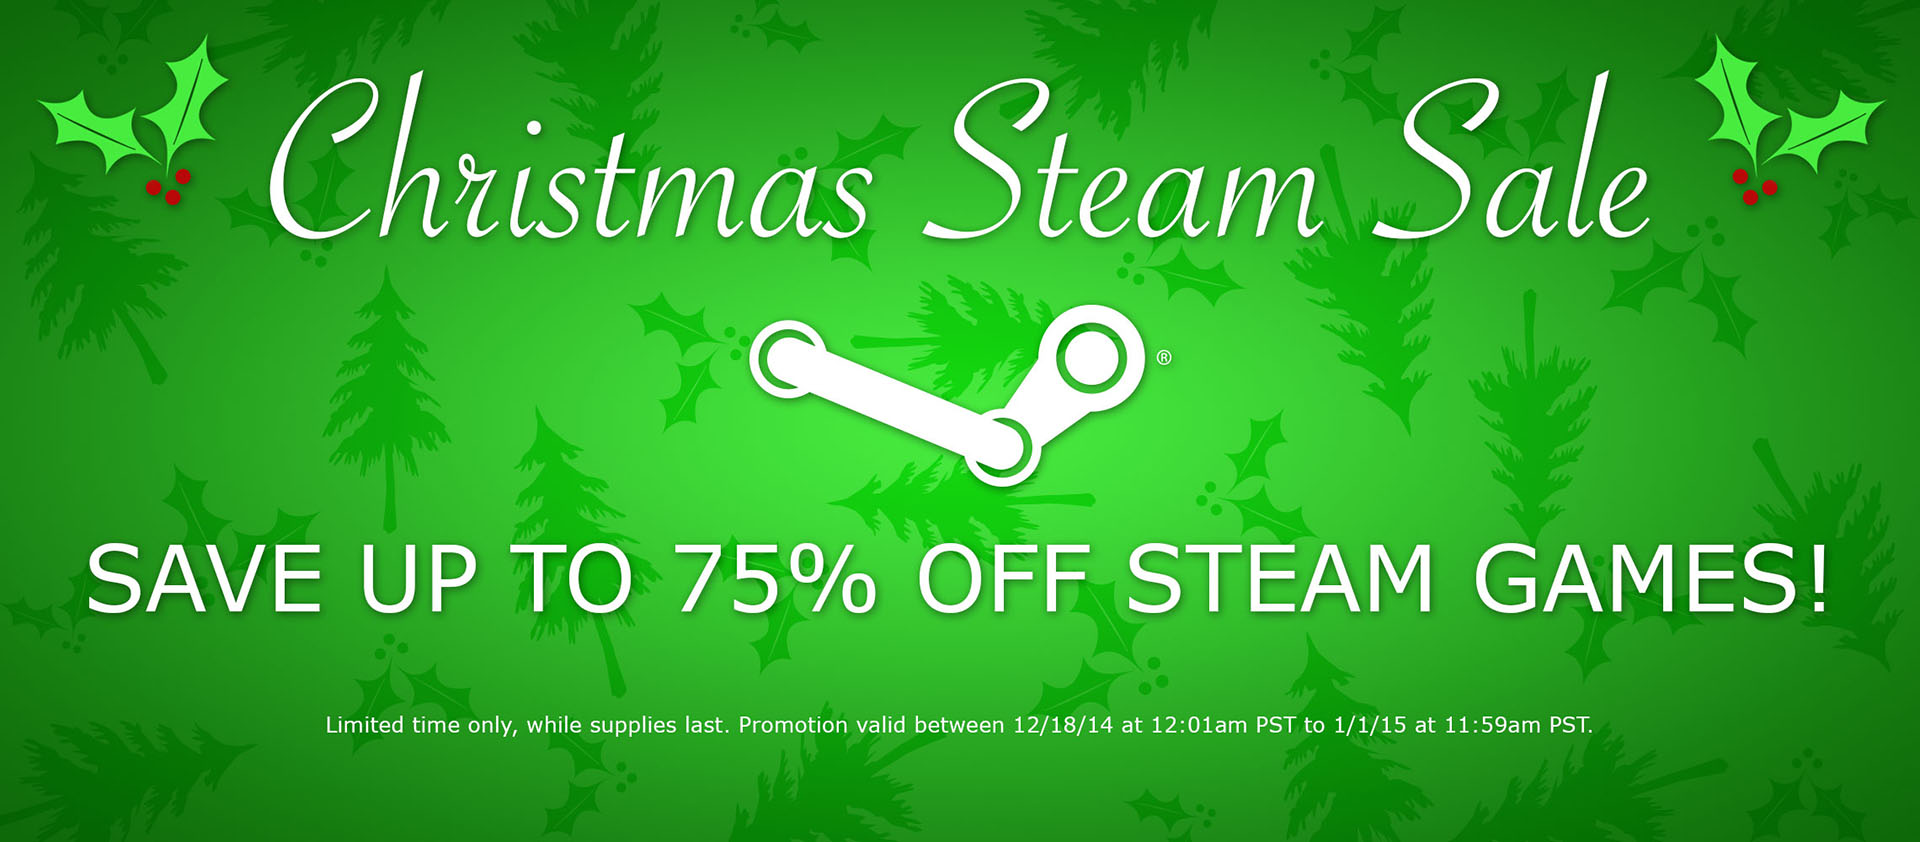 Christmas Steam Sale
®
SAVE UP TO 75% OFF STEAM GAMES!
Limited time only, while supplies last. Promotion valid between 12/18/14 at 12:01am PST to 1/1/15 at 11:59am PST.